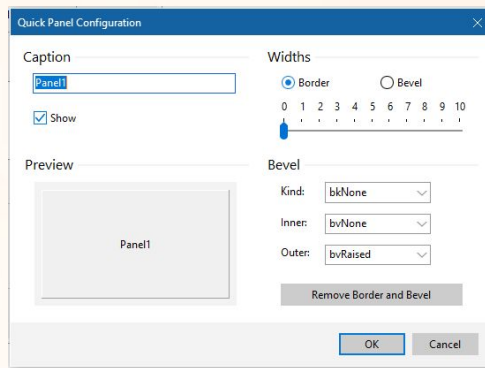 Quick Panel Configuration
Caption
Panel1
Show
Widths
Border Bevel
0 1 2 3 4 5 6 7 8 9 10
Preview
Panel1
Bevel
Kind: bkNone
Inner: bvNone
Outer: bvRaised
Remove Border and Bevel
OK Cancel